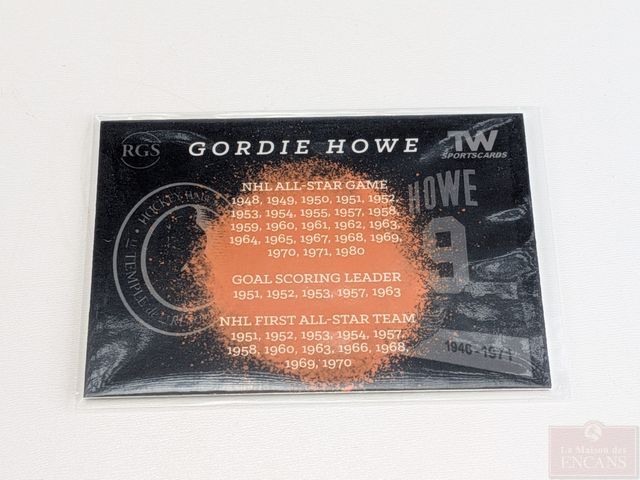 RGS
GORDIE HOWE
TW
SPORTSCARDS
NHL ALL-STAR GAME
1948, 1949, 1950, 1951, 1952,
1953, 1954, 1955, 1957, 1958,
1959, 1960, 1961, 1962, 1963,
1964, 1965, 1967, 1968, 1969,
1970, 1971, 1980
GOAL SCORING LEADER
1951, 1952, 1953, 1957, 1963
NHL FIRST ALL-STAR TEAM
1951, 1952, 1953, 1954, 1957,
1958, 1960, 1963, 1966, 1968,
1969, 1970
HOWE
9
1946-1971
HOCKEY
TEMPLE
La Maison des
ENCANS